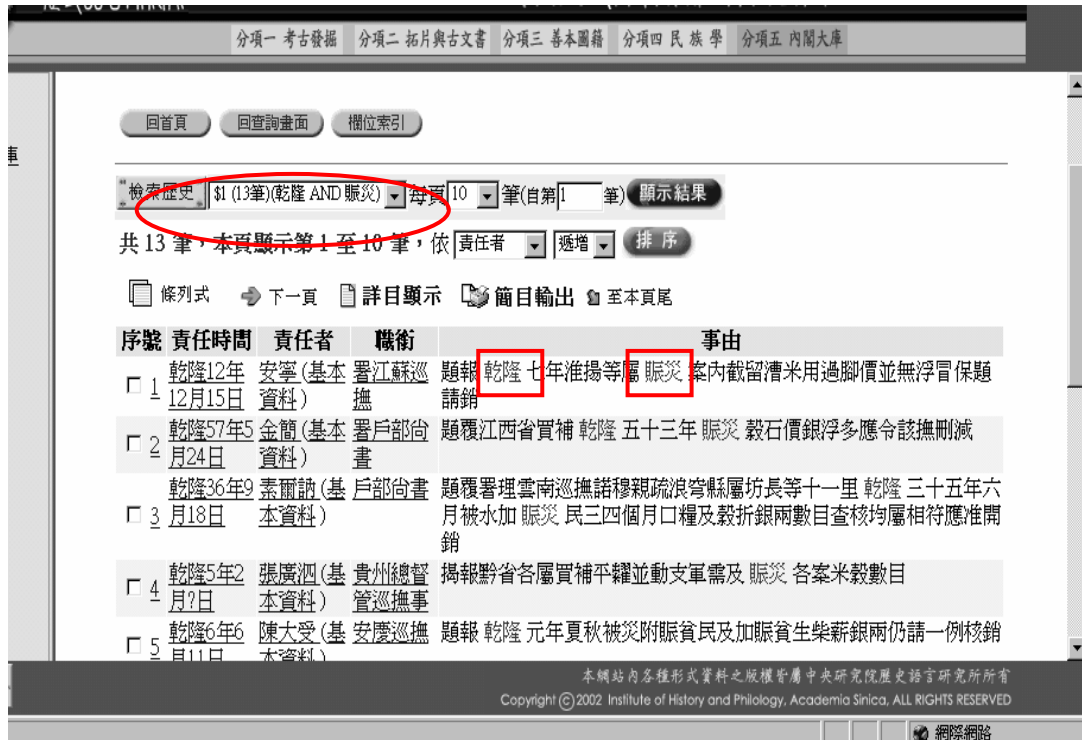 分項一 考古發掘 分項二 拓片與古文書 分項三 善本圖籍 分項四 民族學 分項五 內閣大庫
庫
回首頁 回查詢畫面 欄位索引
檢索歷史 $1 (13筆)(乾隆 AND 賑災) 每頁 10 筆(自第1 筆) 顯示結果
共 13 筆，本頁顯示第 1 至 10 筆，依 責任者 遞增 排序
條列式 下一頁 詳目顯示 簡目輸出 至本頁尾
序號 責任時間 責任者 職銜 事由
1 乾隆12年 安寧(基本 署江蘇巡 題報 乾隆 七年淮揚等屬 賑災 案內截留漕米用過腳價並無浮冒保題
12月15日 資料) 撫 請銷
2 乾隆57年5 金簡(基本 署戶部尚 題覆江西省買補 乾隆 五十三年 賑災 穀石價銀浮多應令該撫刪減
月24日 資料) 書
乾隆36年9 素爾訥(基 戶部尚書 題覆署理雲南巡撫諾穆親疏浪穹縣屬坊長等十一里 乾隆 三十五年六
3 月18日 本資料) 月被水加 賑災 民三四個月口糧及穀折銀兩數目查核均屬相符應准開
銷
4 乾隆5年2 張廣泗(基 貴州總督 揭報黔省各屬買補平糶並動支軍需及 賑災 各案米穀數目
月?日 本資料) 管巡撫事
5 乾隆6年6 陳大受(基 安慶巡撫 題報 乾隆 元年夏秋被災附賑貧民及加賑貧生柴薪銀兩仍請一例核銷
月11日 本資料)
本網站內各種形式資料之版權皆屬中央研究院歷史語言研究所所有
Copyright ©2002 Institute of History and Philology, Academia Sinica, ALL RIGHTS RESERVED
網際網路